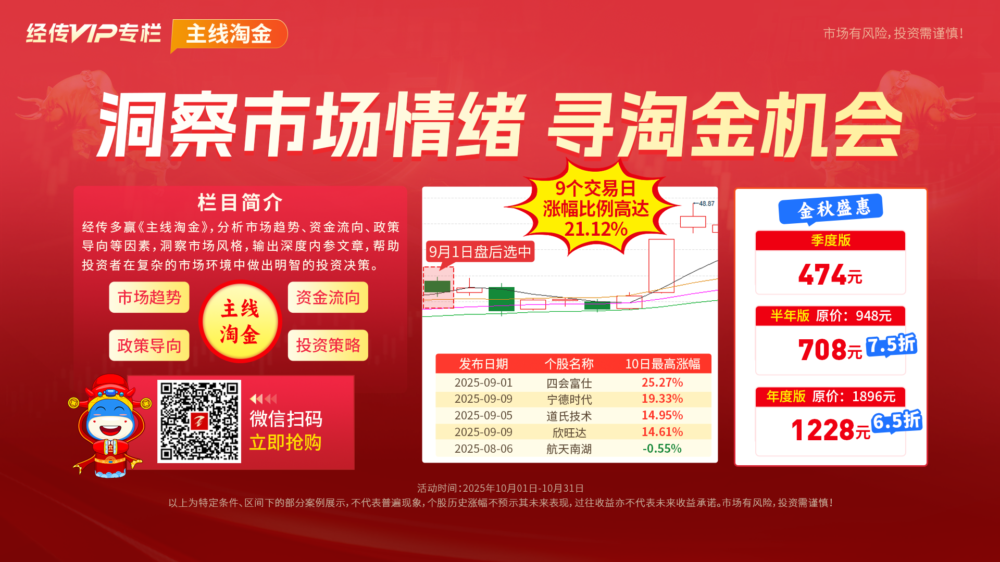 经传VIP专栏 主线淘金
市场有风险，投资需谨慎！
洞察市场情绪 寻淘金机会
栏目简介
经传多赢《主线淘金》，分析市场趋势、资金流向、政策
导向等因素，洞察市场风格，输出深度内参文章，帮助
投资者在复杂的市场环境中做出明智的投资决策。
市场趋势
资金流向
主线
淘金
政策导向
投资策略
微信扫码
立即抢购
9个交易日
涨幅比例高达
21.12%
48.87
9月1日盘后选中
发布日期 个股名称 10日最高涨幅
2025-09-01 四会富仕 25.27%
2025-09-09 宁德时代 19.33%
2025-09-05 道氏技术 14.95%
2025-09-09 欣旺达 14.61%
2025-08-06 航天南湖 -0.55%
金秋盛惠
季度版
474元
半年版 原价：948元
708元 7.5折
年度版 原价：1896元
1228元 6.5折
活动时间：2025年10月01日-10月31日
以上为特定条件、区间下的部分案例展示，不代表普遍现象，个股历史涨幅不预示其未来表现，过往收益亦不代表未来收益承诺。市场有风险，投资需谨慎！